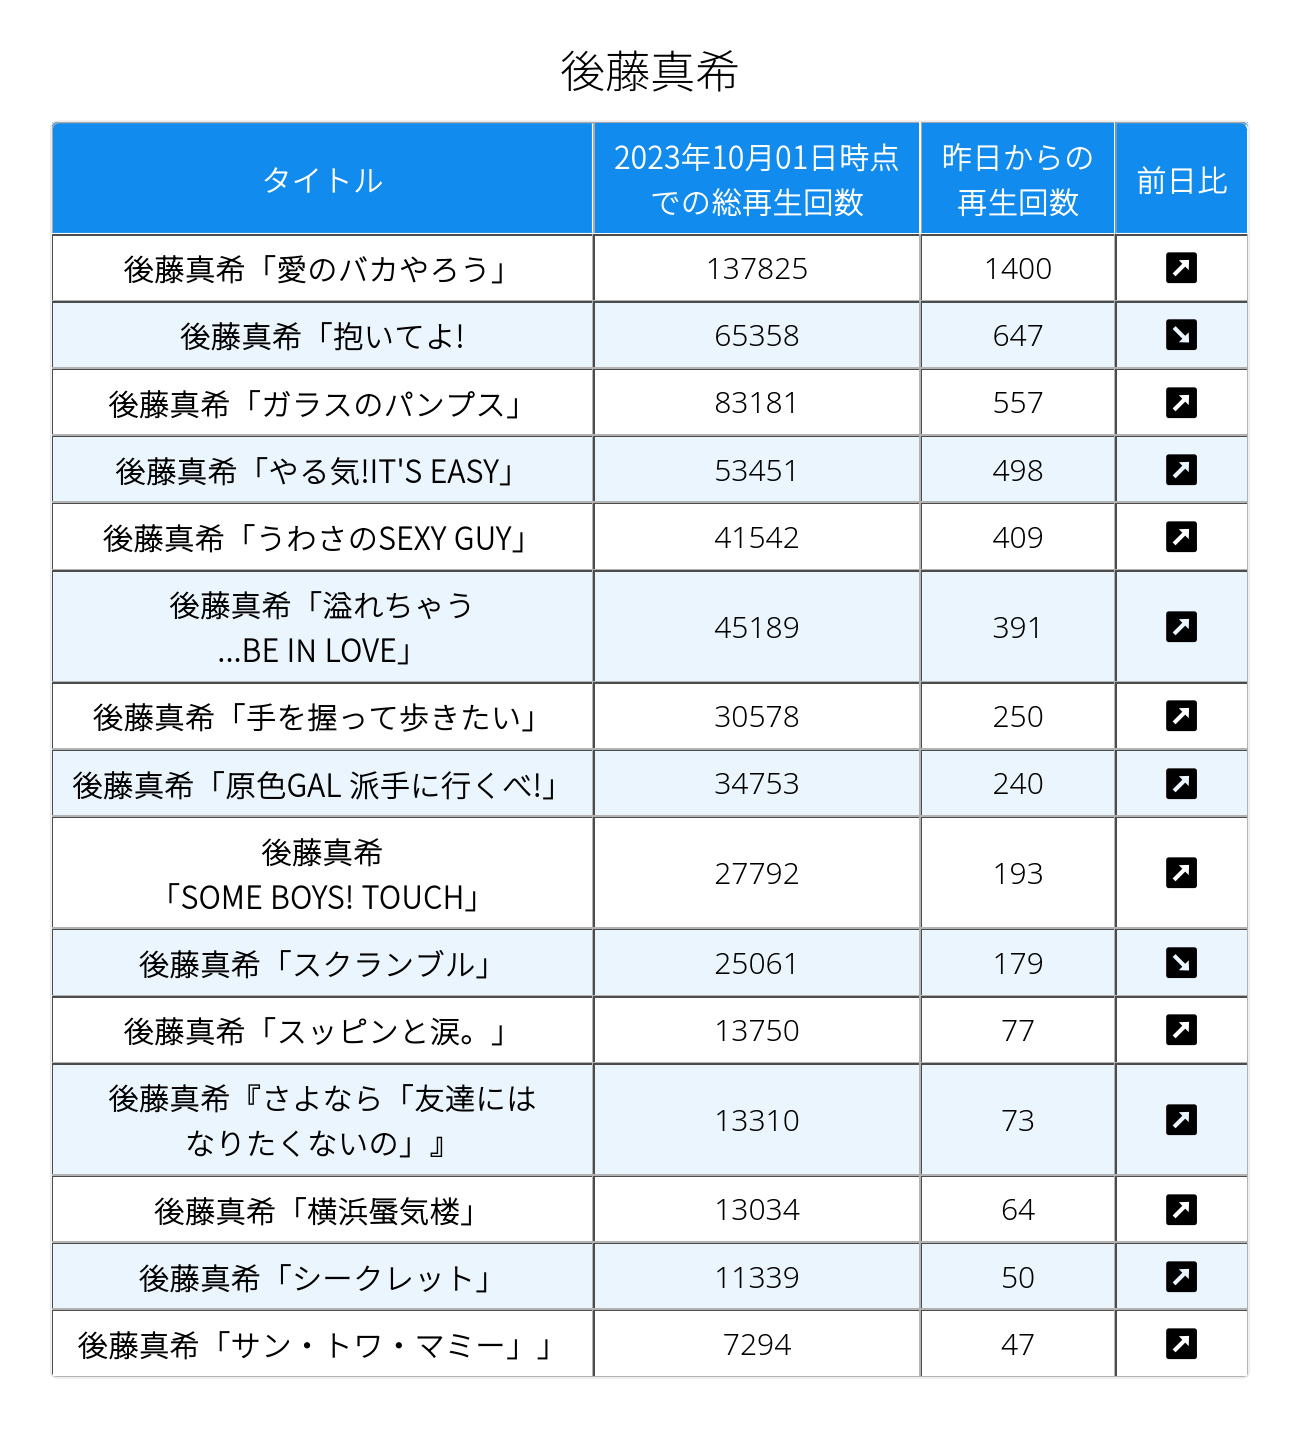 後藤真希
タイトル
2023年10月01日時点
での総再生回数
昨日からの
再生回数
前日比
後藤真希「愛のバカやろう」 137825 1400
後藤真希「抱いてよ! 65358 647
後藤真希「ガラスのパンプス」 83181 557
後藤真希「やる気!IT'S EASY」 53451 498
後藤真希「うわさのSEXY GUY」 41542 409
後藤真希「溢れちゃう
...BE IN LOVE」 45189 391
後藤真希「手を握って歩きたい」 30578 250
後藤真希「原色GAL 派手に行くべ!」 34753 240
後藤真希
「SOME BOYS! TOUCH」 27792 193
後藤真希「スクランブル」 25061 179
後藤真希「スッピンと涙。」 13750 77
後藤真希『さよなら「友達には
なりたくないの」』 13310 73
後藤真希「横浜蜃気楼」 13034 64
後藤真希「シークレット」 11339 50
後藤真希「サン・トワ・マミー」」 7294 47